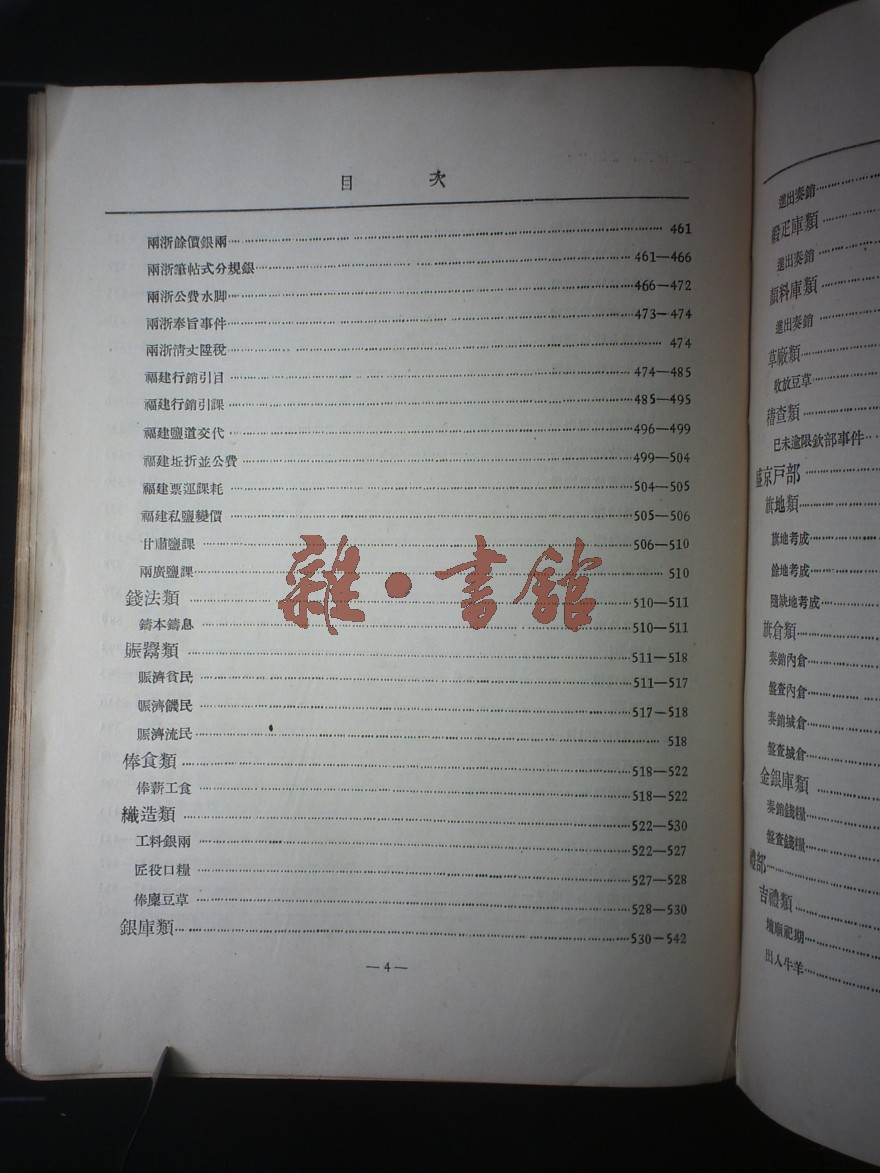 目 次
兩浙餘價銀兩 461
兩浙筆帖式分規銀 461—466
兩浙公費水脚 466—472
兩浙奉旨事件 473—474
兩浙清丈陞稅 474
福建行銷引目 474—485
福建行銷引課 485—495
福建鹽道交代 496—499
福建坵折並公費 499—504
福建票運課耗 504—505
福建私鹽變價 505—506
甘肅鹽課 506—510
兩廣鹽課 510
錢法類 510—511
鑄本鑄息 510—511
賑鬻類 511—518
賑濟貧民 511—517
賑濟饑民 517—518
賑濟流民 518
俸食類 518—522
俸薪工食 518—522
織造類 522—530
工料銀兩 522—527
匠役口糧 527—528
俸廩豆草 528—530
銀庫類 530—542
—4—
雜·書館
進出奏銷
緞疋庫類
進出奏銷
顏料庫類
進出奏銷
草廠類
收放豆草
稽查類
已未逾限欽部事件
盛京戶部
旗地類
旗地考成
餘地考成
隨缺地考成
旗倉類
奏銷內倉
盤查內倉
奏銷城倉
盤查城倉
金銀庫類
奏銷錢糧
盤查錢糧
禮部
吉禮類
壇廟祀期
出入牛羊